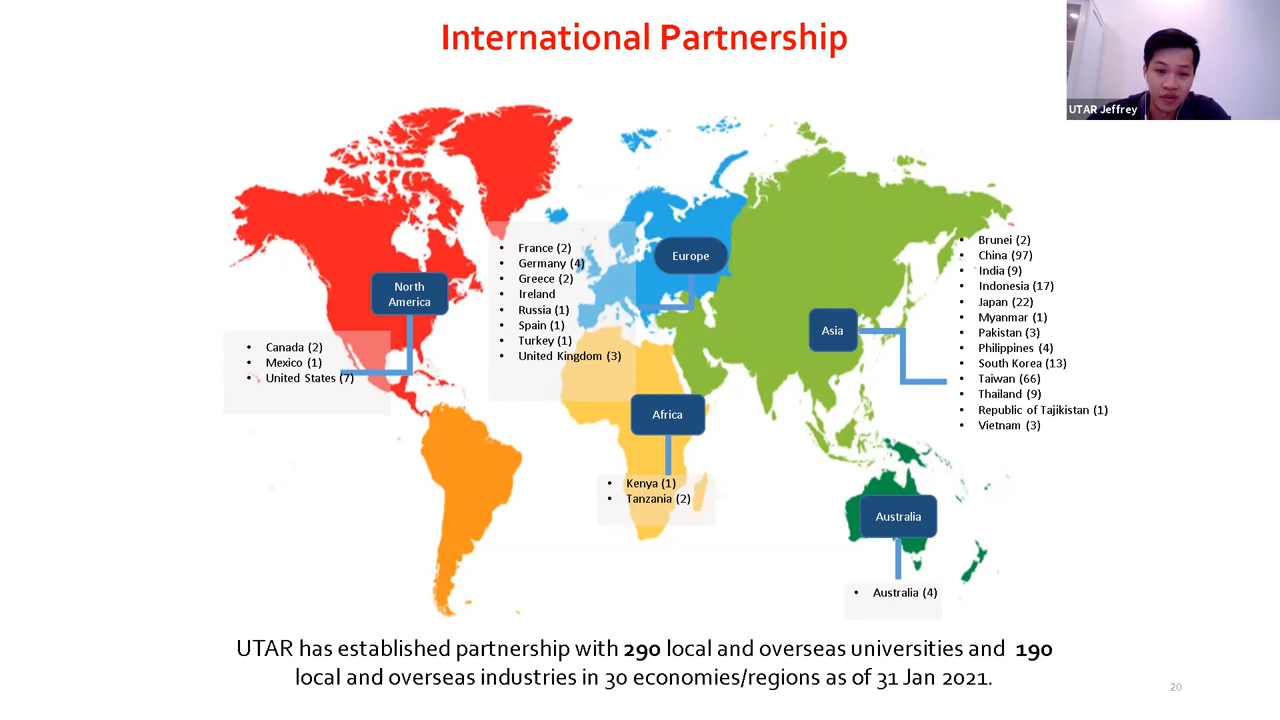 International Partnership
UTAR Jeffrey
North
America
• Canada (2)
• Mexico (1)
• United States (7)
Europe
• France (2)
• Germany (4)
• Greece (2)
• Ireland
• Russia (1)
• Spain (1)
• Turkey (1)
• United Kingdom (3)
Africa
• Kenya (1)
• Tanzania (2)
Asia
• Brunei (2)
• China (97)
• India (9)
• Indonesia (17)
• Japan (22)
• Myanmar (1)
• Pakistan (3)
• Philippines (4)
• South Korea (13)
• Taiwan (66)
• Thailand (9)
• Republic of Tajikistan (1)
• Vietnam (3)
Australia
• Australia (4)
UTAR has established partnership with 290 local and overseas universities and 190
local and overseas industries in 30 economies/regions as of 31 Jan 2021.
20